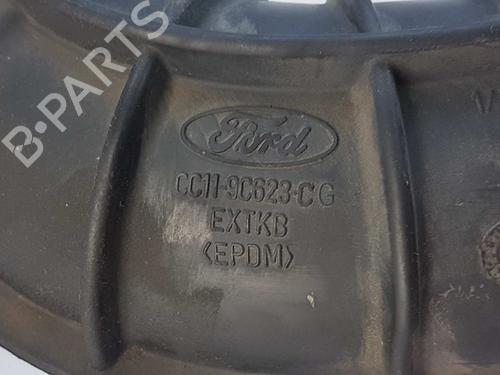 B-PARTS
Ford
CC11-9C623-CG
EXTKB
<EPDM>